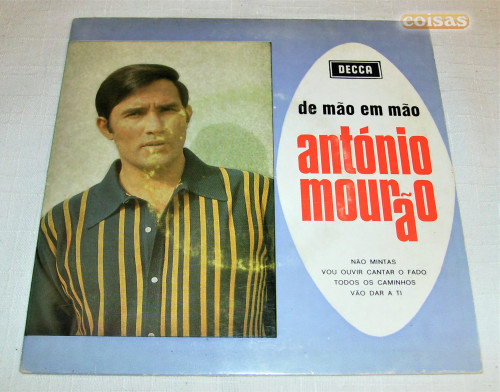 coisas
DECCA
de mão em mão
antónio
mourão
NÃO MINTAS
VOU OUVIR CANTAR O FADO
TODOS OS CAMINHOS
VÃO DAR A TI